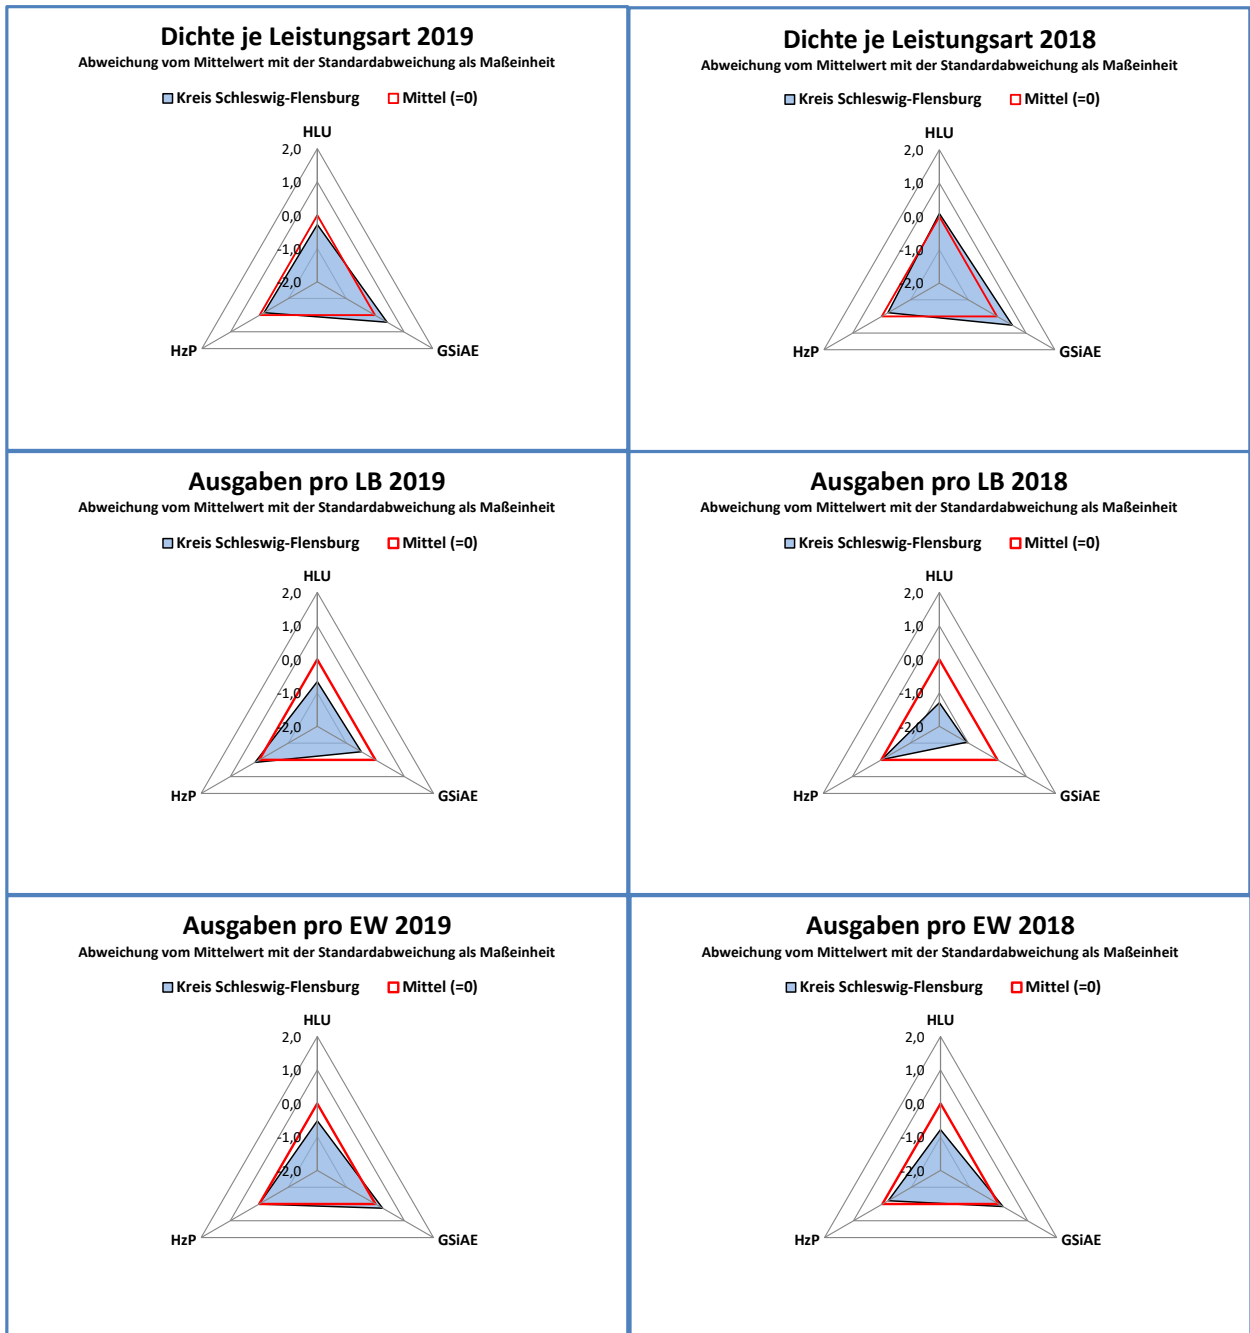 Dichte je Leistungsart 2019
Abweichung vom Mittelwert mit der Standardabweichung als Maßeinheit
Kreis Schleswig-Flensburg Mittel (=0)
HLU
2,0
1,0
0,0
-1,0
-2,0
HzP
GSiAE
Dichte je Leistungsart 2018
Abweichung vom Mittelwert mit der Standardabweichung als Maßeinheit
Kreis Schleswig-Flensburg Mittel (=0)
HLU
2,0
1,0
0,0
-1,0
-2,0
HzP
GSiAE
Ausgaben pro LB 2019
Abweichung vom Mittelwert mit der Standardabweichung als Maßeinheit
Kreis Schleswig-Flensburg Mittel (=0)
HLU
2,0
1,0
0,0
-1,0
-2,0
HzP
GSiAE
Ausgaben pro LB 2018
Abweichung vom Mittelwert mit der Standardabweichung als Maßeinheit
Kreis Schleswig-Flensburg Mittel (=0)
HLU
2,0
1,0
0,0
-1,0
-2,0
HzP
GSiAE
Ausgaben pro EW 2019
Abweichung vom Mittelwert mit der Standardabweichung als Maßeinheit
Kreis Schleswig-Flensburg Mittel (=0)
HLU
2,0
1,0
0,0
-1,0
-2,0
HzP
GSiAE
Ausgaben pro EW 2018
Abweichung vom Mittelwert mit der Standardabweichung als Maßeinheit
Kreis Schleswig-Flensburg Mittel (=0)
HLU
2,0
1,0
0,0
-1,0
-2,0
HzP
GSiAE